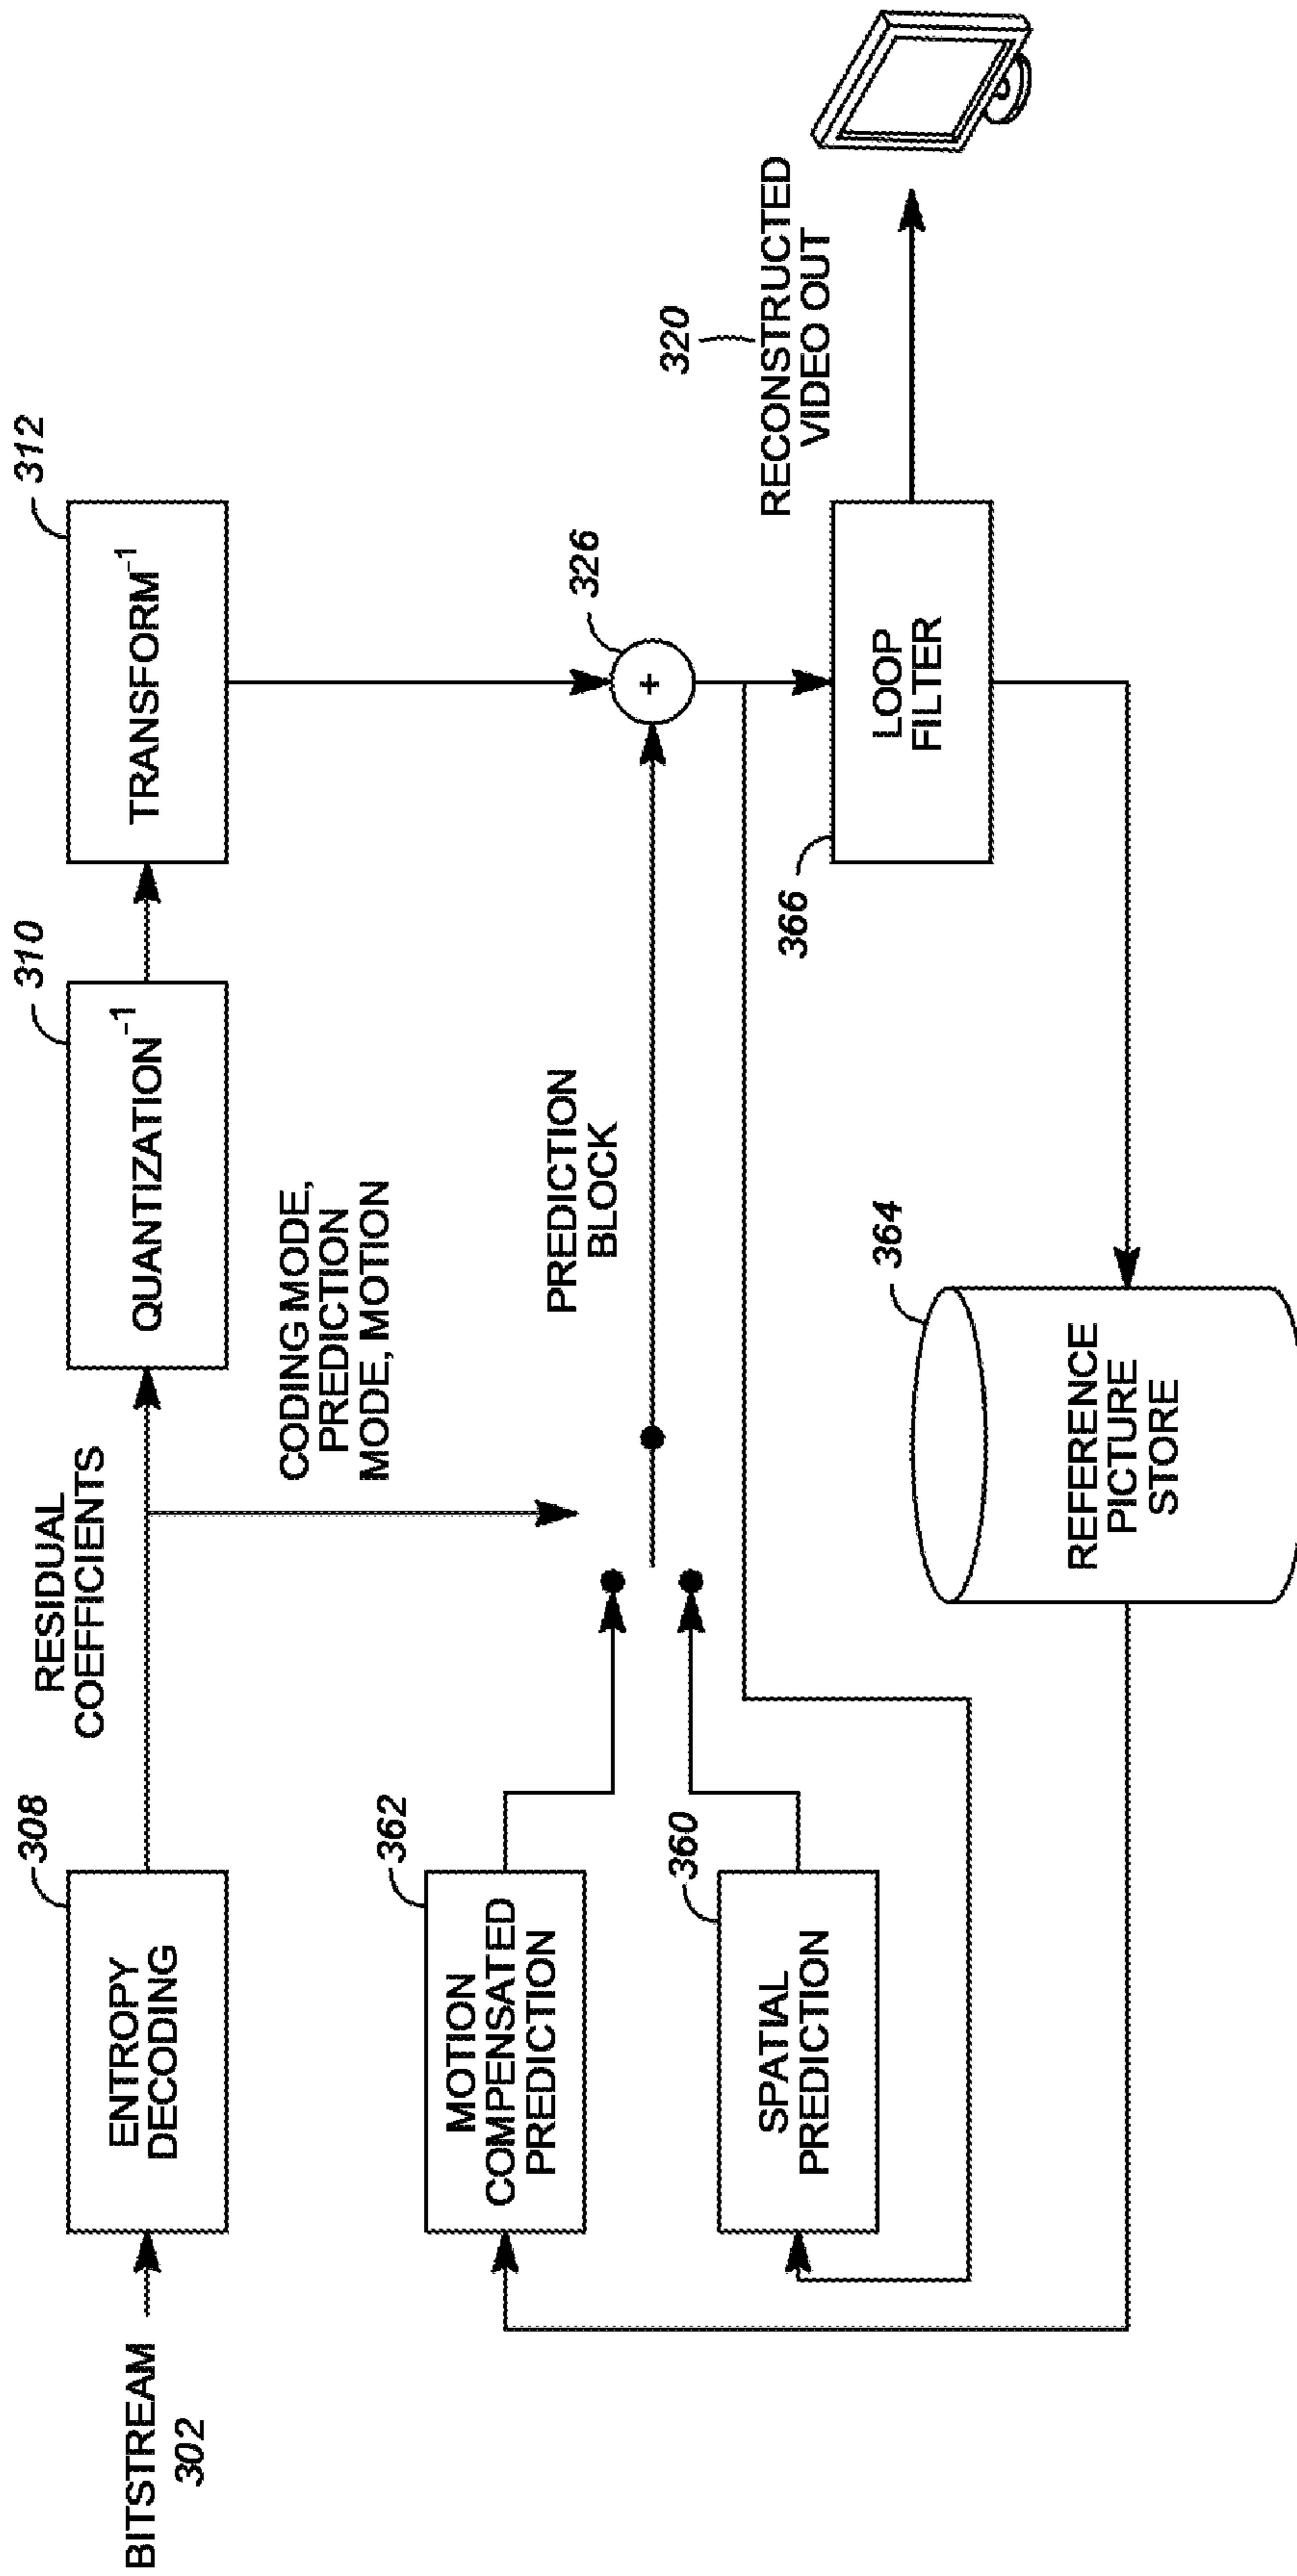 BITSTREAM
302
308
ENTROPY
DECODING
RESIDUAL
COEFFICIENTS
310
QUANTIZATION⁻¹
312
TRANSFORM⁻¹
CODING MODE,
PREDICTION
MODE, MOTION
362
MOTION
COMPENSATED
PREDICTION
360
SPATIAL
PREDICTION
PREDICTION
BLOCK
326
+
366
LOOP
FILTER
320
RECONSTRUCTED
VIDEO OUT
364
REFERENCE
PICTURE
STORE